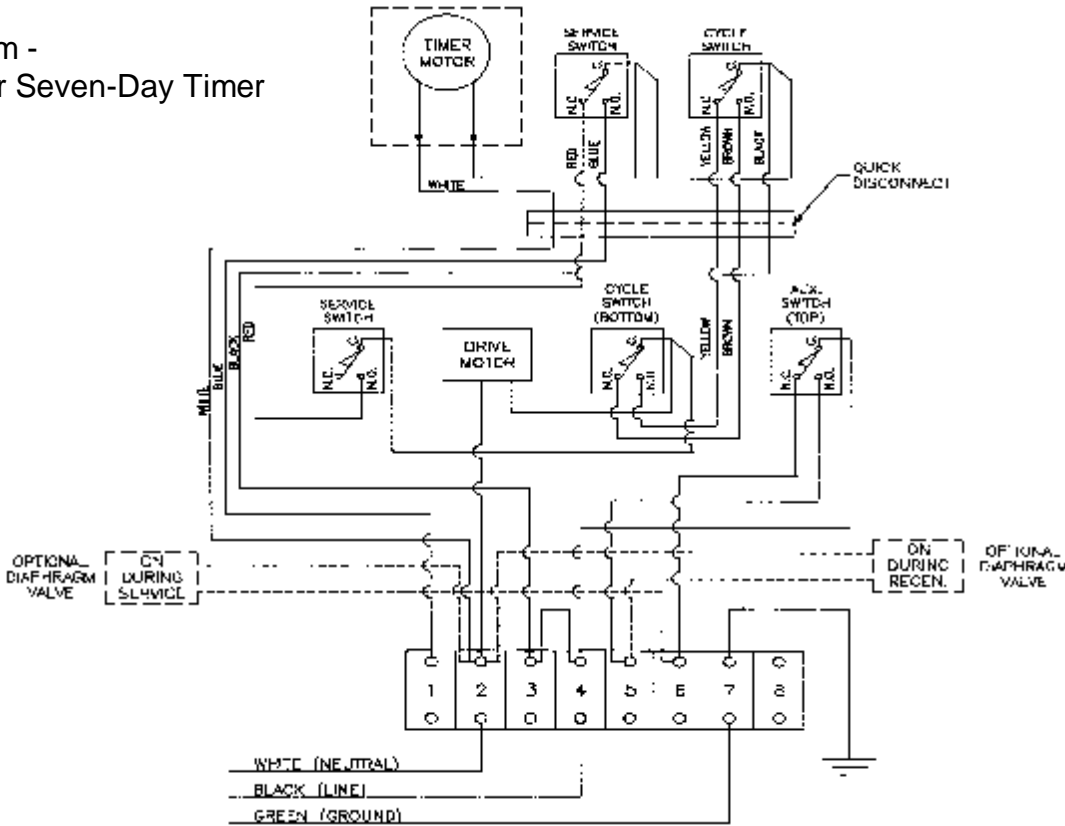 m -
r Seven-Day Timer
TIMER
MOTOR
SERVICE
SWITCH
CYCLE
SWITCH
N.C.
N.O.
N.C.
N.O.
RED
BLUE
YELLOW
BROWN
BLACK
WHITE
QUICK
DISCONNECT
SERVICE
SWITCH
CYCLE
SWITCH
(BOTTOM)
AUX.
SWITCH
(TOP)
DRIVE
MOTOR
N.C.
N.O.
N.C.
N.O.
N.C.
N.O.
YELLOW
BROWN
WHITE
BLUE
BLACK
RED
OPTIONAL
DIAPHRAGM
VALVE
ON
DURING
SERVICE
ON
DURING
REGEN.
OPTIONAL
DIAPHRAGM
VALVE
1 2 3 4 5 6 7 8
WHITE (NEUTRAL)
BLACK (LINE)
GREEN (GROUND)